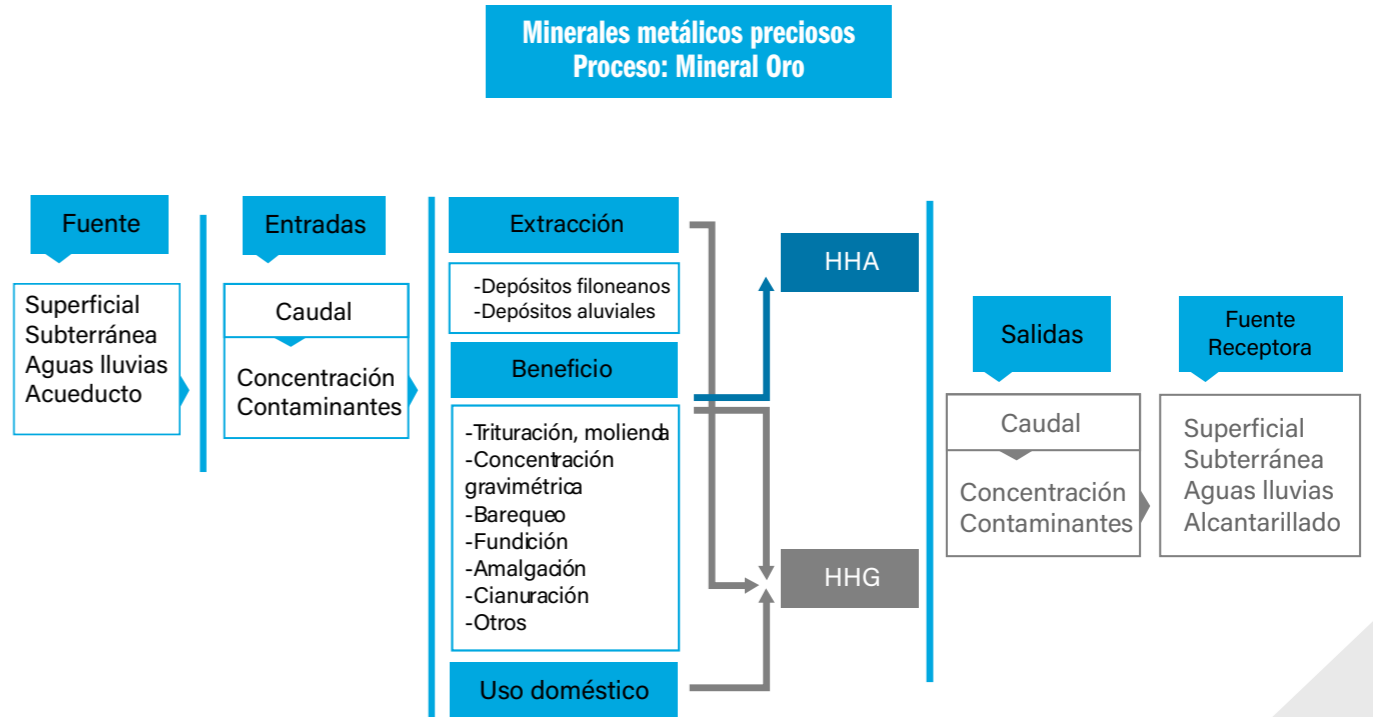 Minerales metálicos preciosos
Proceso: Mineral Oro
Fuente
Superficial
Subterránea
Aguas lluvias
Acueducto
Entradas
Caudal
Concentración
Contaminantes
Extracción
-Depósitos filoneanos
-Depósitos aluviales
Beneficio
-Trituración, molienda
-Concentración
gravimétrica
-Barequeo
-Fundición
-Amalgación
-Cianuración
-Otros
Uso doméstico
HHA
HHG
Salidas
Caudal
Concentración
Contaminantes
Fuente
Receptora
Superficial
Subterránea
Aguas lluvias
Alcantarillado